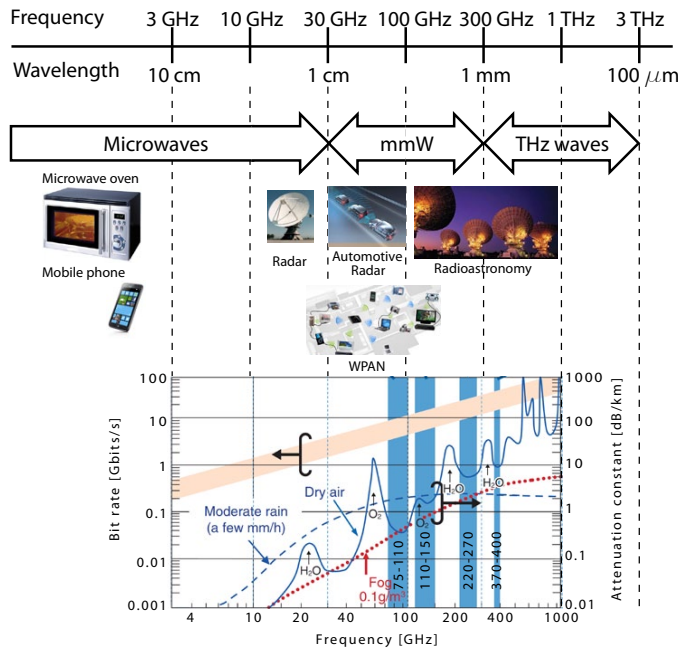 Frequency 3 GHz 10 GHz 30 GHz 100 GHz 300 GHz 1 THz 3 THz
Wavelength 10 cm 1 cm 1 mm 100 μm
Microwaves mmW THz waves
Microwave oven
Mobile phone
Radar
Automotive
Radar
Radioastronomy
WPAN
Bit rate [Gbits/s]
100
10
1
0.1
0.01
0.001
Attenuation constant [dB/km]
1000
100
10
1
0.1
0.01
Dry air
Moderate rain
(a few mm/h)
H₂O
O₂
O₂
H₂O
H₂O
Fog
0.1g/m³
75-110
110-150
220-270
370-400
4 10 20 40 100 200 400 1000
Frequency [GHz]